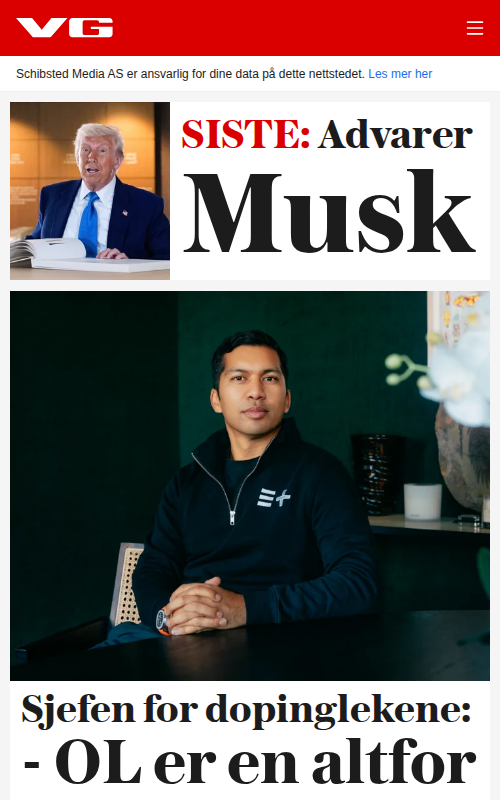 VG
Schibsted Media AS er ansvarlig for dine data på dette nettstedet. Les mer her
SISTE: Advarer
Musk
E+
Sjefen for dopinglekene:
- OL er en altfor